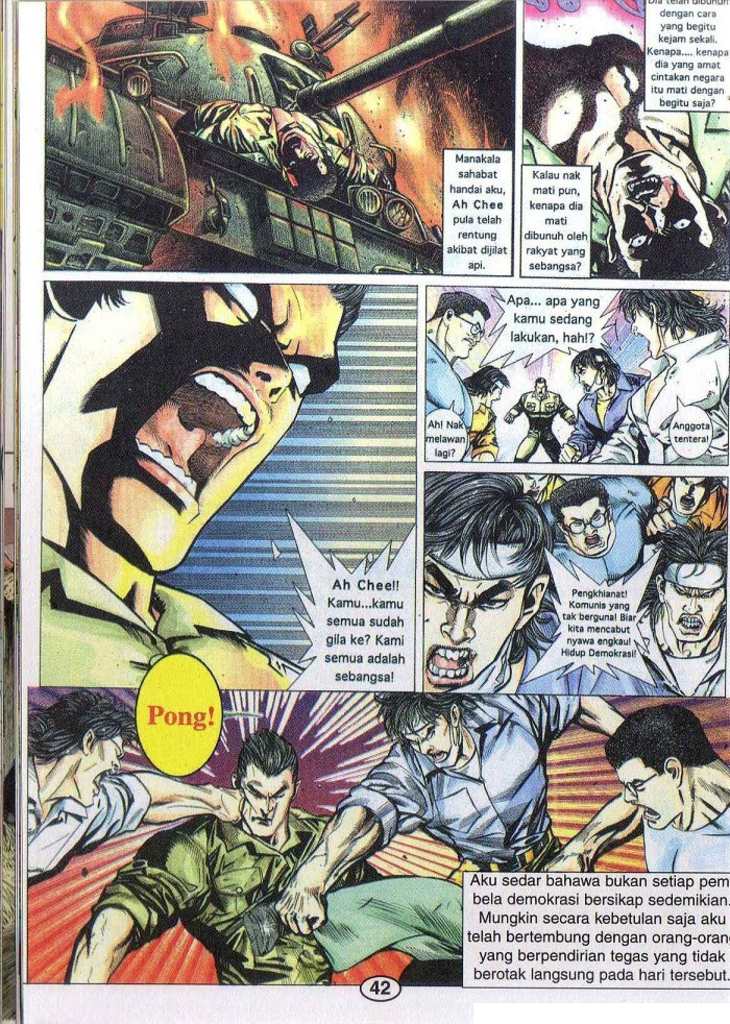 Manakala
sahabat
handai aku,
Ah Chee
pula telah
rentung
akibat dijilat
api.
Dia telah dibunuh
dengan cara
yang begitu
kejam sekali.
Kenapa.... kenapa
dia yang amat
cintakan negara
itu mati dengan
begitu saja?
Kalau nak
mati pun,
kenapa dia
mati
dibunuh oleh
rakyat yang
sebangsa?
Ah Chee!!
Kamu...kamu
semua sudah
gila ke? Kami
semua adalah
sebangsa!
Apa... apa yang
kamu sedang
lakukan, hah!?
Ah! Nak
melawan
lagi!
Anggota
tentera!
Pengkhianat!
Komunis yang
tak berguna! Biar
kita mencabut
nyawa engkau!
Hidup Demokrasi!
Pong!
Aku sedar bahawa bukan setiap pem
bela demokrasi bersikap sedemikian.
Mungkin secara kebetulan saja aku
telah bertembung dengan orang-orang
yang berpendirian tegas yang tidak
berotak langsung pada hari tersebut.
42